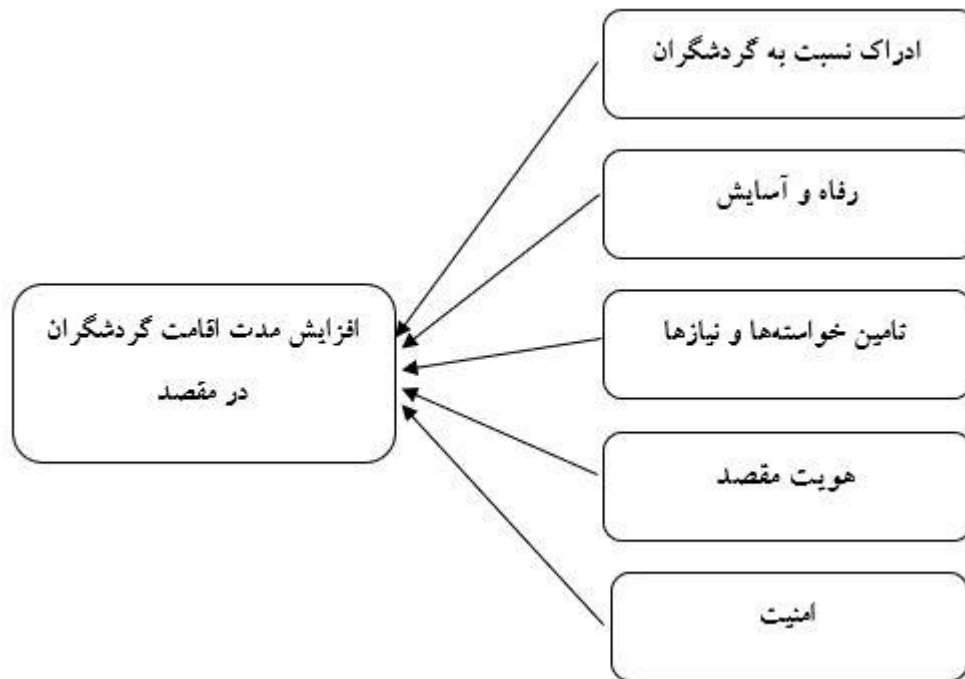 ادراک نسبت به گردشگران
رفاه و آسایش
تامین خواسته‌ها و نیازها
هویت مقصد
امنیت
افزایش مدت اقامت گردشگران
در مقصد